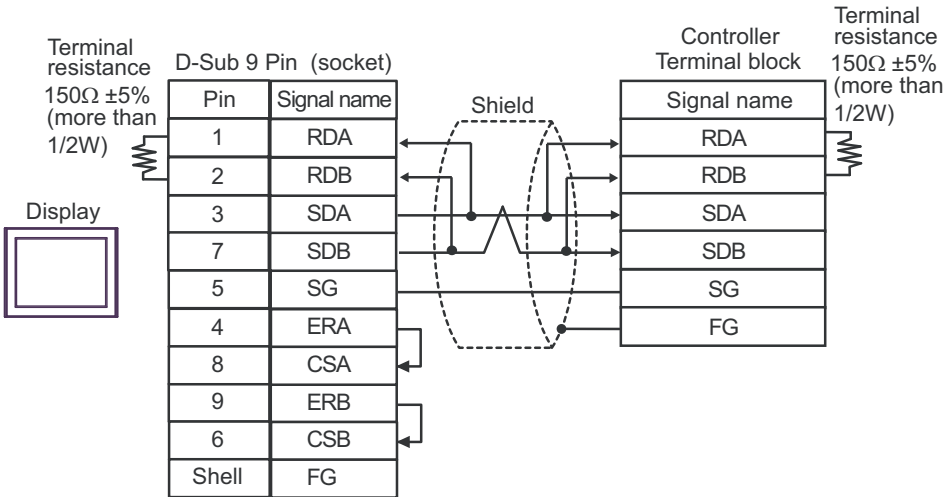 Terminal
resistance
150Ω ±5%
(more than
1/2W)
D-Sub 9 Pin (socket)
Pin Signal name
1 RDA
2 RDB
3 SDA
7 SDB
5 SG
4 ERA
8 CSA
9 ERB
6 CSB
Shell FG
Display
Shield
Controller
Terminal block
Signal name
RDA
RDB
SDA
SDB
SG
FG
Terminal
resistance
150Ω ±5%
(more than
1/2W)